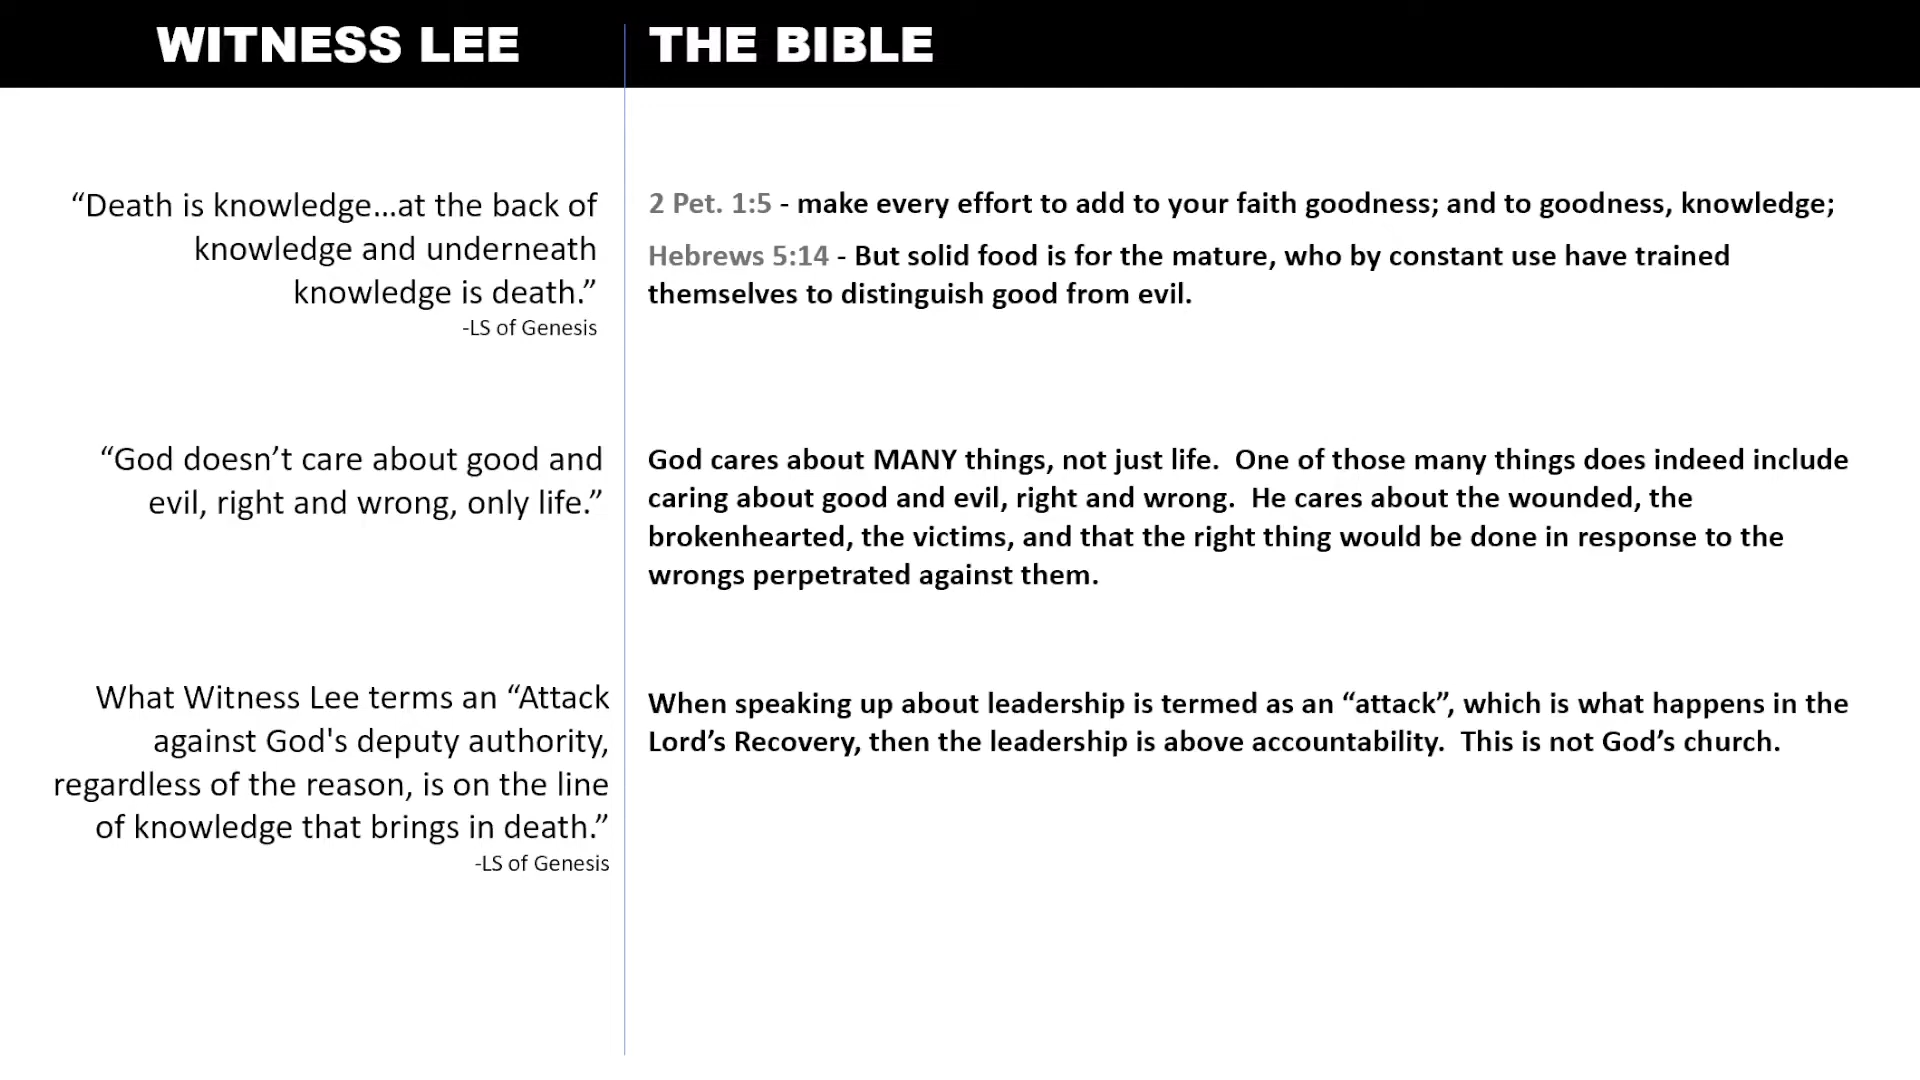 WITNESS LEE
THE BIBLE
“Death is knowledge...at the back of
knowledge and underneath
knowledge is death.”
-LS of Genesis
2 Pet. 1:5 - make every effort to add to your faith goodness; and to goodness, knowledge;
Hebrews 5:14 - But solid food is for the mature, who by constant use have trained
themselves to distinguish good from evil.
“God doesn’t care about good and
evil, right and wrong, only life.”
God cares about MANY things, not just life.  One of those many things does indeed include
caring about good and evil, right and wrong.  He cares about the wounded, the
brokenhearted, the victims, and that the right thing would be done in response to the
wrongs perpetrated against them.
What Witness Lee terms an “Attack
against God's deputy authority,
regardless of the reason, is on the line
of knowledge that brings in death.”
-LS of Genesis
When speaking up about leadership is termed as an “attack”, which is what happens in the
Lord’s Recovery, then the leadership is above accountability.  This is not God’s church.